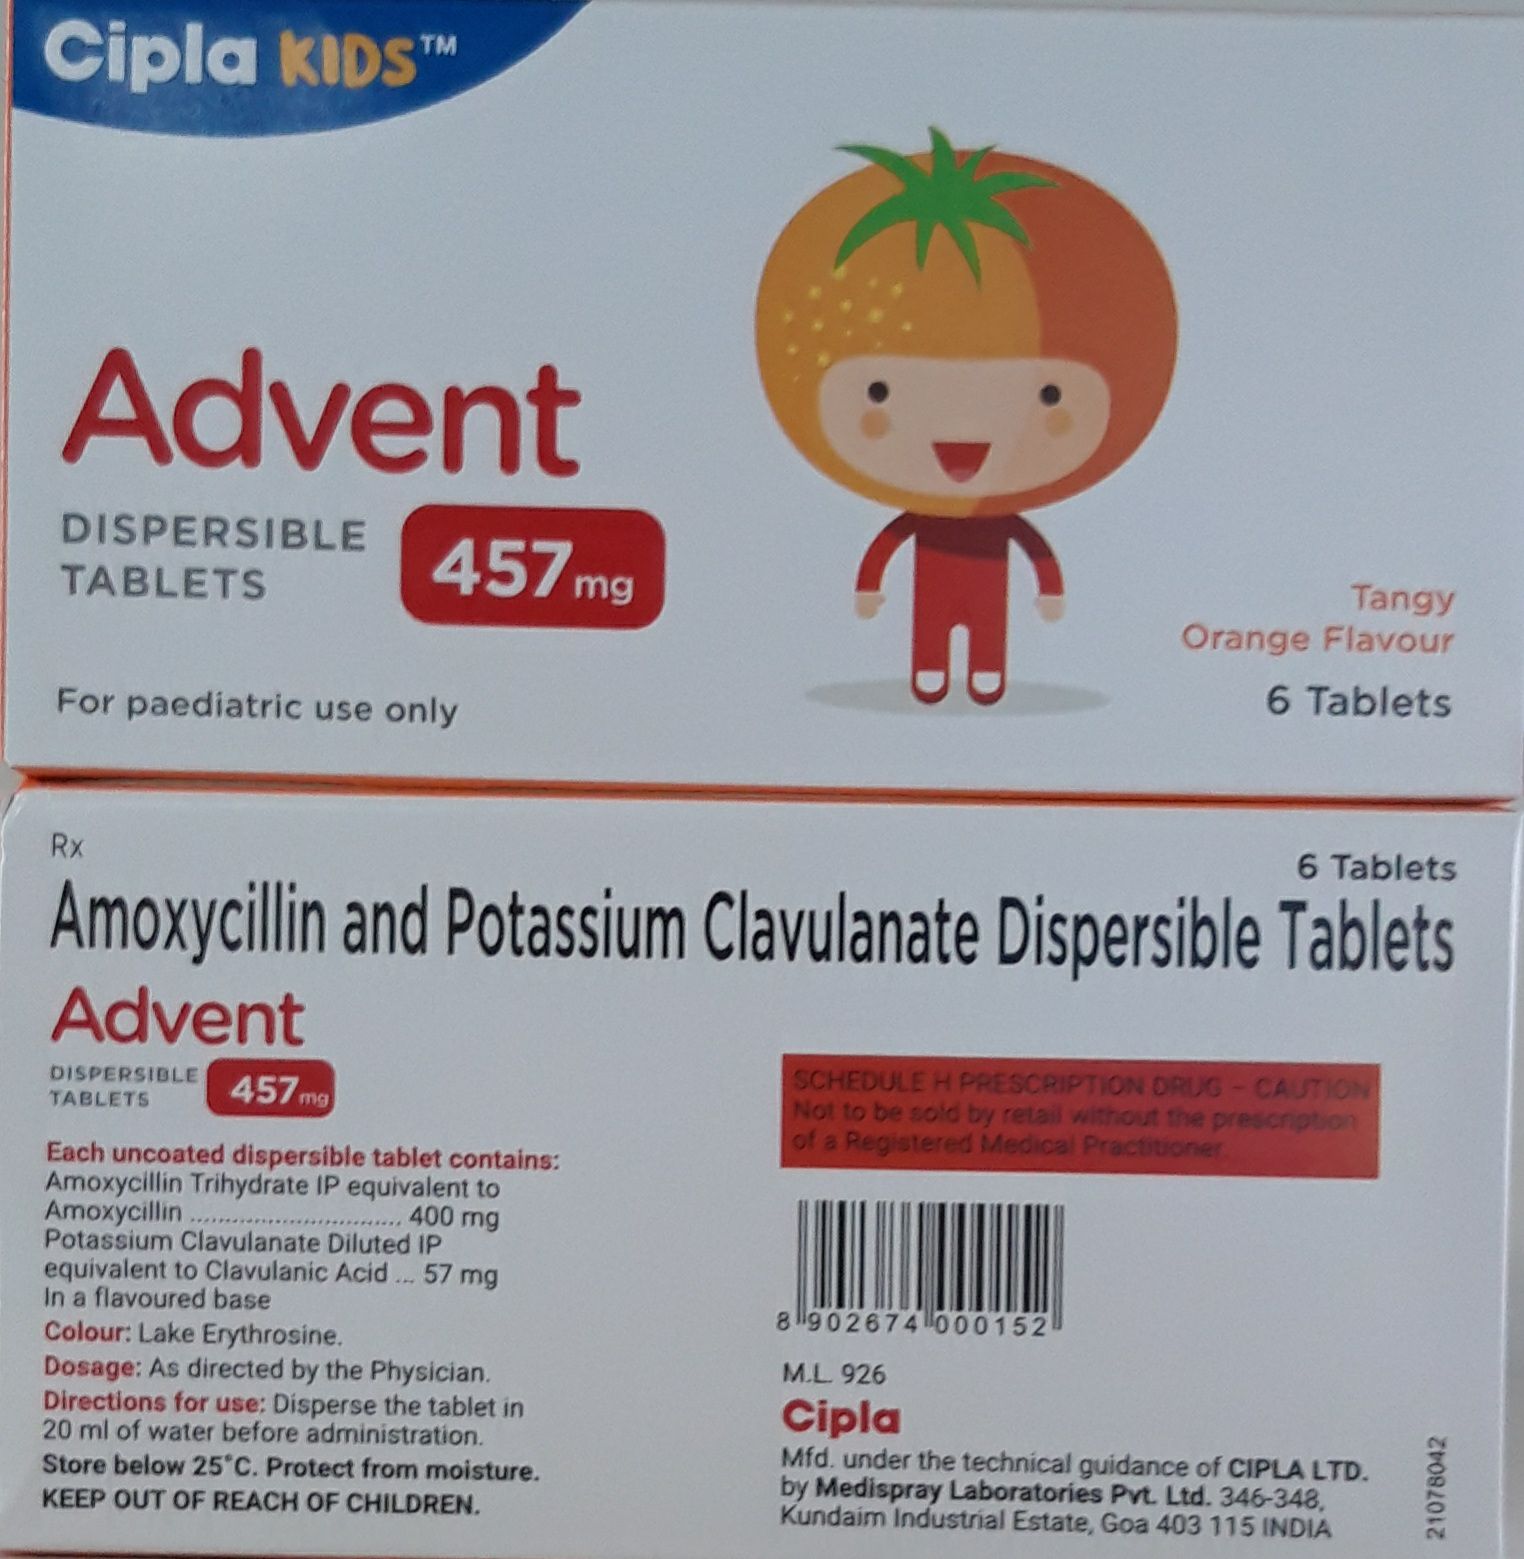 Cipla KIDS™
Advent
DISPERSIBLE
TABLETS
457 mg
For paediatric use only
Tangy
Orange Flavour
6 Tablets
Rx
6 Tablets
Amoxycillin and Potassium Clavulanate Dispersible Tablets
Advent
DISPERSIBLE
TABLETS
457 mg
Each uncoated dispersible tablet contains:
Amoxycillin Trihydrate IP equivalent to
Amoxycillin .............................. 400 mg
Potassium Clavulanate Diluted IP
equivalent to Clavulanic Acid ... 57 mg
In a flavoured base
Colour: Lake Erythrosine.
Dosage: As directed by the Physician.
Directions for use: Disperse the tablet in
20 ml of water before administration.
Store below 25°C. Protect from moisture.
KEEP OUT OF REACH OF CHILDREN.
SCHEDULE H PRESCRIPTION DRUG - CAUTION
Not to be sold by retail without the prescription
of a Registered Medical Practitioner.
8 902674 000152
M.L. 926
Cipla
Mfd. under the technical guidance of CIPLA LTD.
by Medispray Laboratories Pvt. Ltd. 346-348,
Kundaim Industrial Estate, Goa 403 115 INDIA
21078042